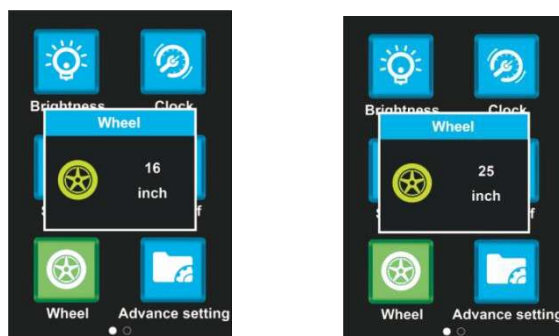 Brightness Clock
Wheel
16
inch
Wheel Advance setting
Brightness Clock
Wheel
25
inch
Wheel Advance setting